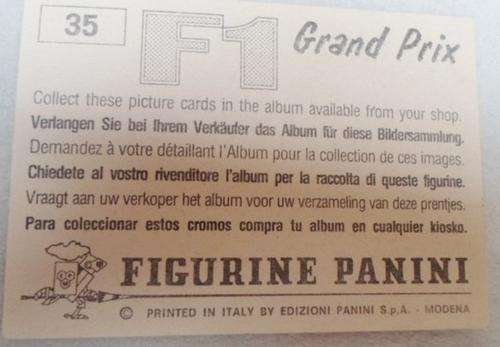 35 F1 Grand Prix
Collect these picture cards in the album available from your shop.
Verlangen Sie bei Ihrem Verkäufer das Album für diese Bildersammlung.
Demandez à votre détaillant l'Album pour la collection de ces images.
Chiedete al vostro rivenditore l'album per la raccolta di queste figurine.
Vraagt aan uw verkoper het album voor uw verzameling van deze prentjes.
Para coleccionar estos cromos compra tu album en cualquier kiosko.
FIGURINE PANINI
© PRINTED IN ITALY BY EDIZIONI PANINI S.p.A. - MODENA